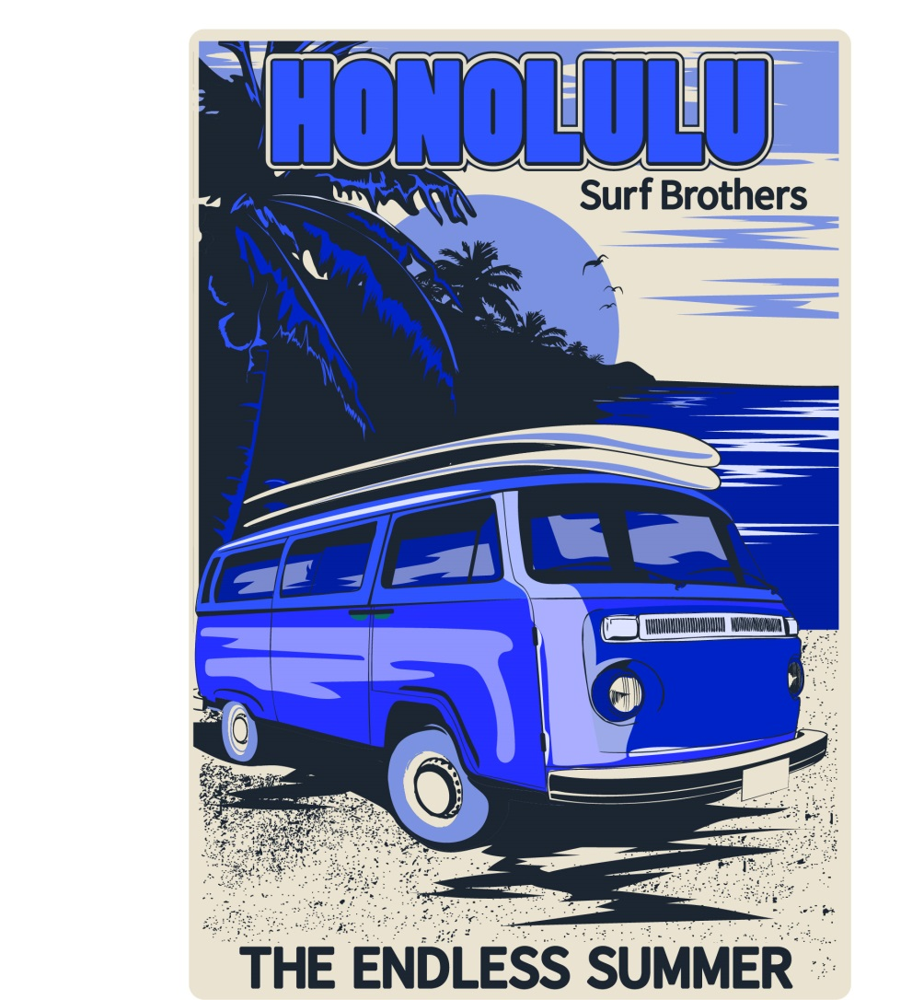 HONOLULU
Surf Brothers
THE ENDLESS SUMMER